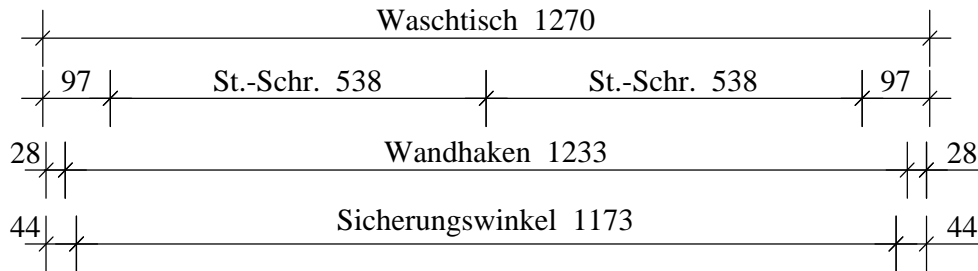 Waschtisch 1270
97 St.-Schr. 538 St.-Schr. 538 97
28 Wandhaken 1233 28
44 Sicherungswinkel 1173 44